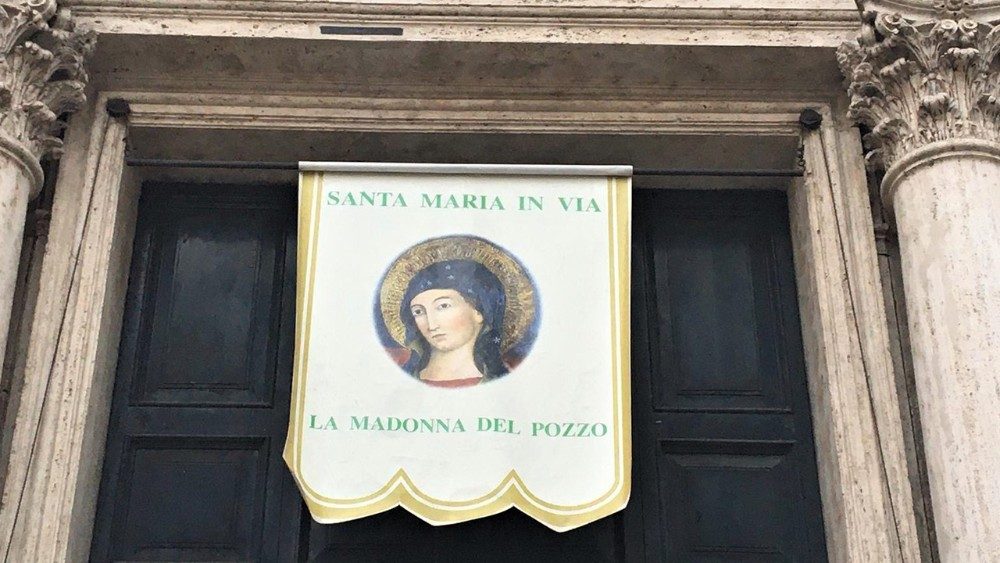 SANTA MARIA IN VIA
LA MADONNA DEL POZZO